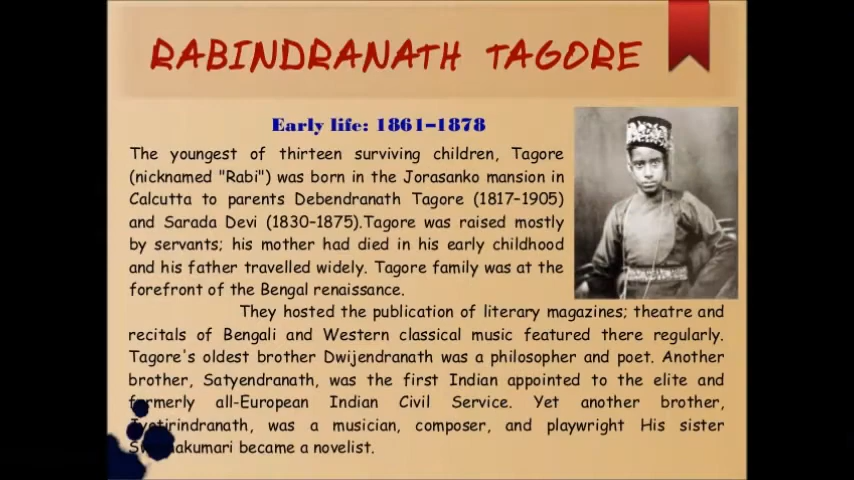 RABINDRANATH TAGORE
Early life: 1861–1878
The youngest of thirteen surviving children, Tagore
(nicknamed "Rabi") was born in the Jorasanko mansion in
Calcutta to parents Debendranath Tagore (1817–1905)
and Sarada Devi (1830–1875).Tagore was raised mostly
by servants; his mother had died in his early childhood
and his father travelled widely. Tagore family was at the
forefront of the Bengal renaissance.
They hosted the publication of literary magazines; theatre and
recitals of Bengali and Western classical music featured there regularly.
Tagore's oldest brother Dwijendranath was a philosopher and poet. Another
brother, Satyendranath, was the first Indian appointed to the elite and
formerly all-European Indian Civil Service. Yet another brother,
was a musician, composer, and playwright His sister
became a novelist.